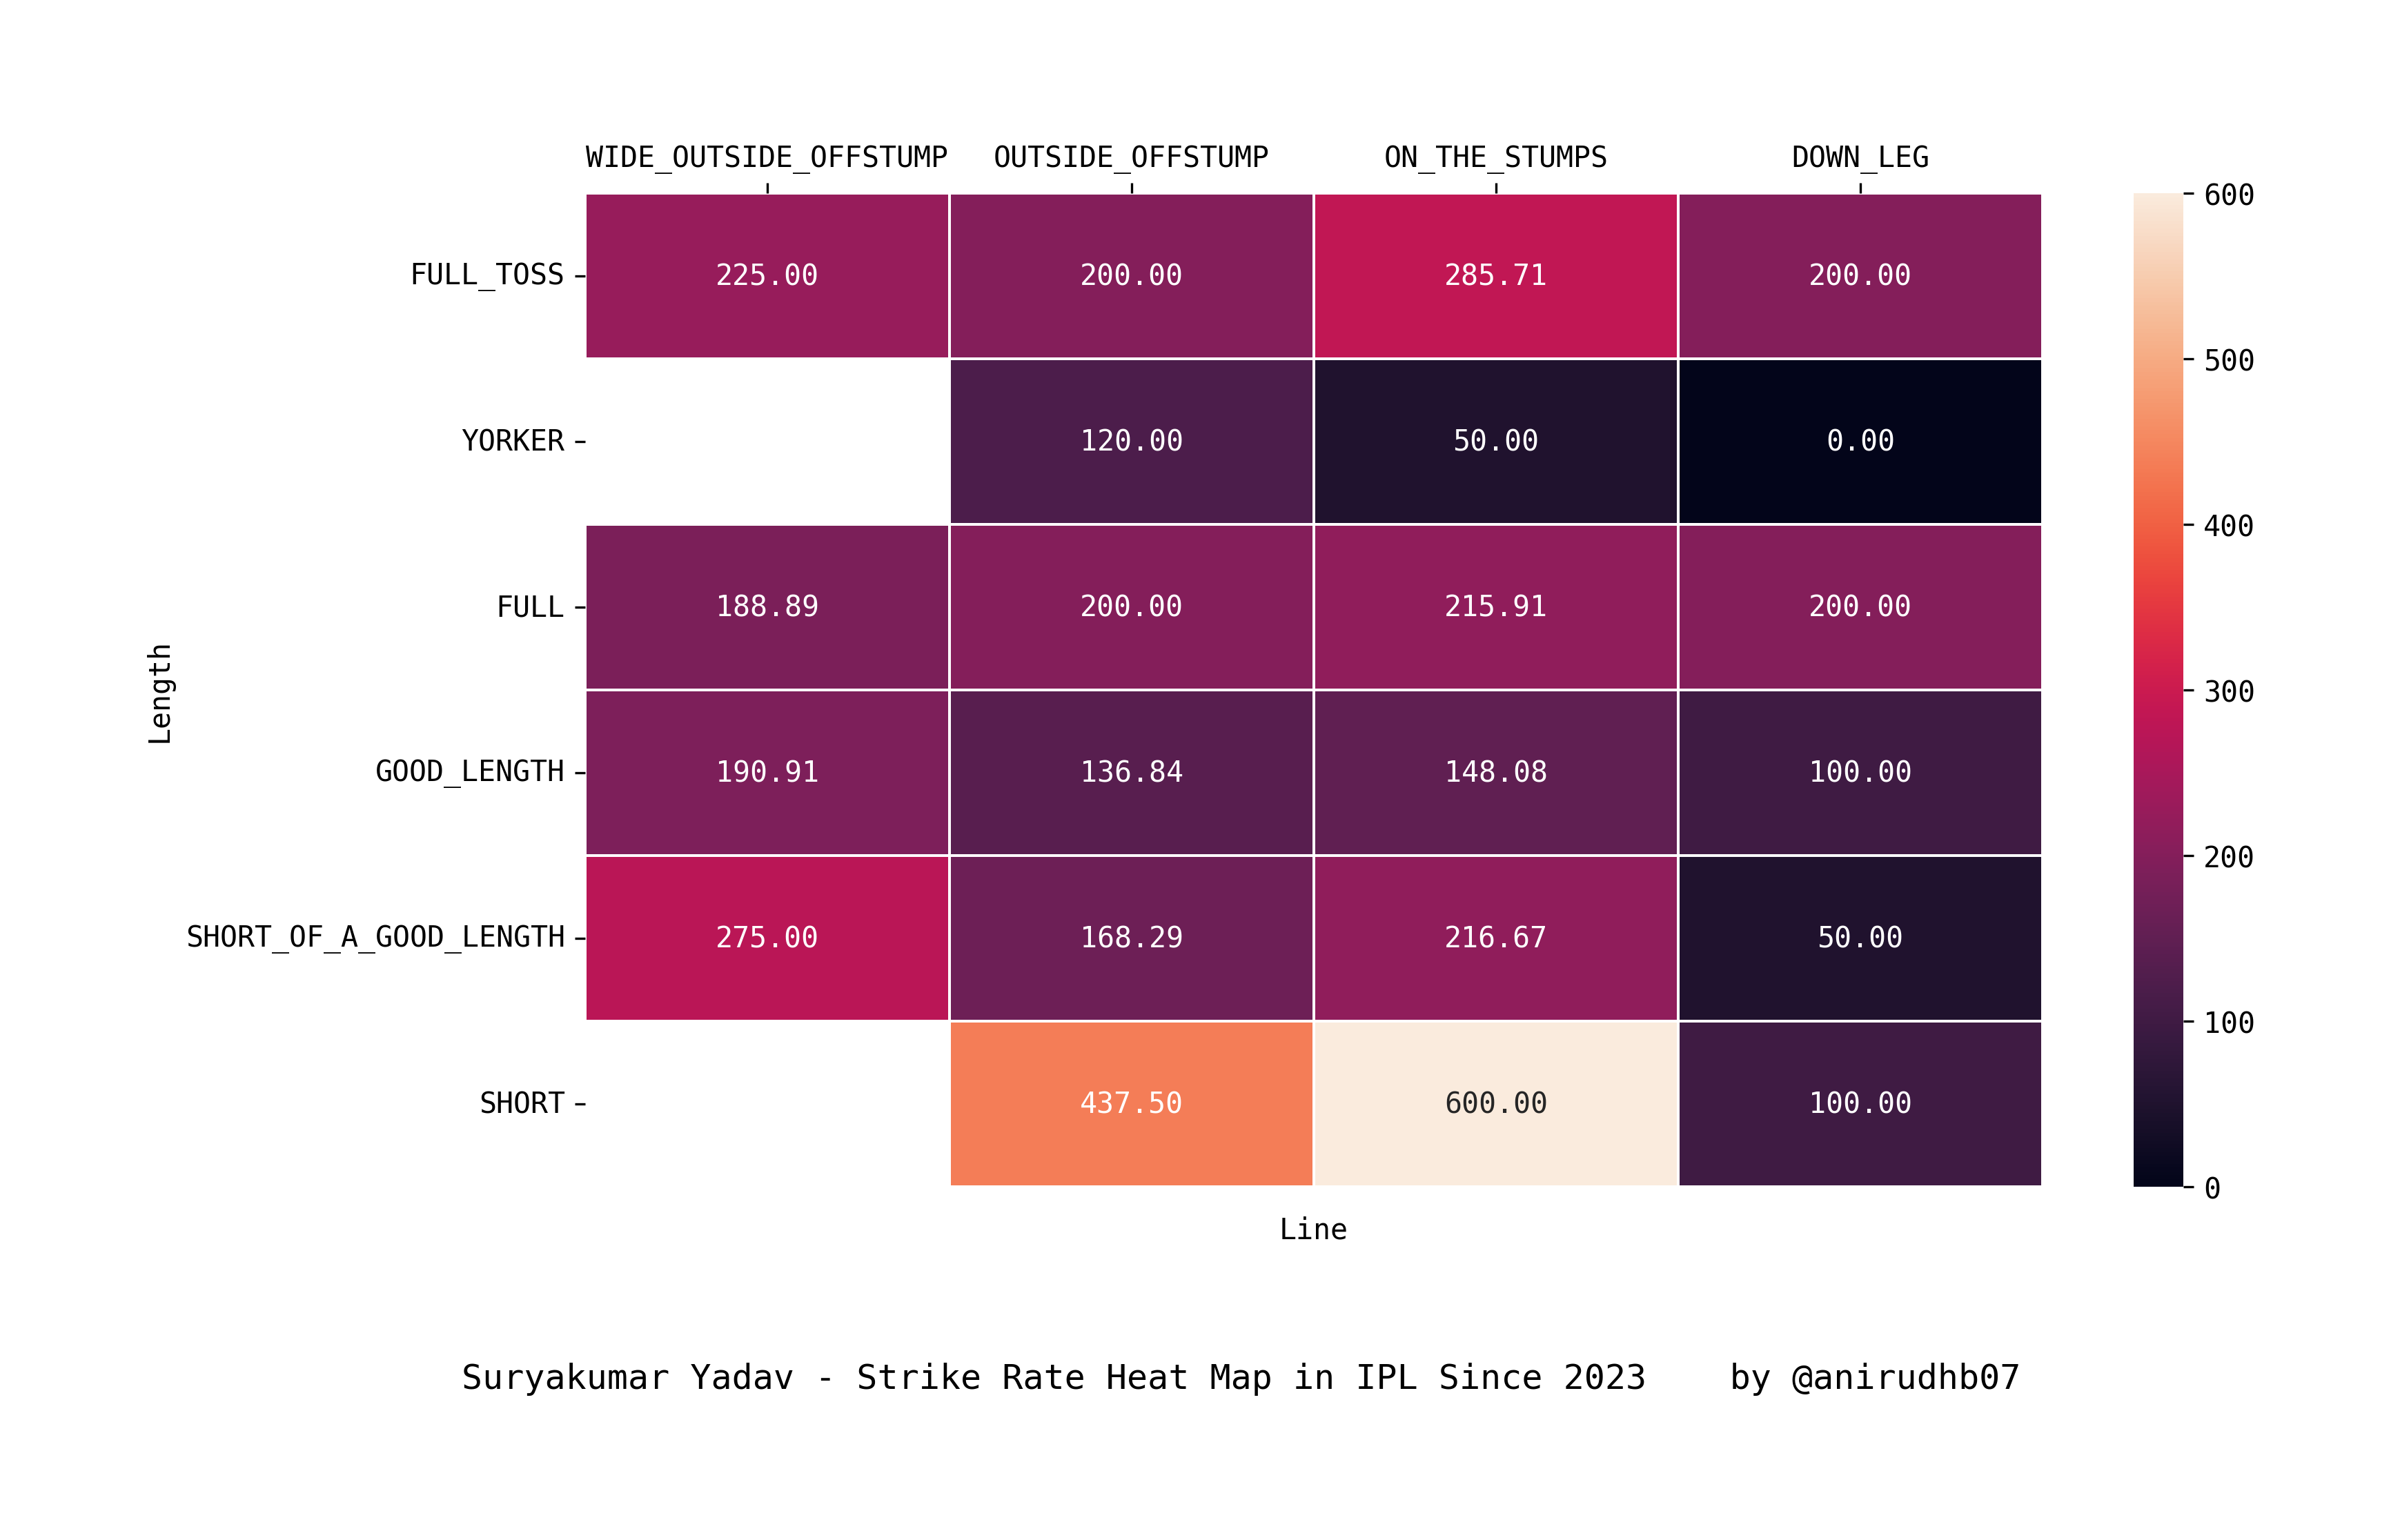 WIDE_OUTSIDE_OFFSTUMP OUTSIDE_OFFSTUMP ON_THE_STUMPS DOWN_LEG
600
FULL_TOSS 225.00 200.00 285.71 200.00
500
YORKER 120.00 50.00 0.00
400
FULL 188.89 200.00 215.91 200.00
Length
300
GOOD_LENGTH 190.91 136.84 148.08 100.00
200
SHORT_OF_A_GOOD_LENGTH 275.00 168.29 216.67 50.00
100
SHORT 437.50 600.00 100.00
0
Line
Suryakumar Yadav - Strike Rate Heat Map in IPL Since 2023 by @anirudhb07